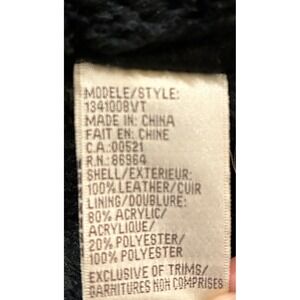 MODELE/STYLE:
1341008VT
MADE IN: CHINA
FAIT EN: CHINE
C.A.:00521
R.N.:86964
SHELL/EXTERIEUR:
100% LEATHER/CUIR
LINING/DOUBLURE:
80% ACRYLIC/
ACRYLIQUE/
20% POLYESTER/
100% POLYESTER
EXCLUSIVE OF TRIMS/
GARNITURES NON COMPRISES